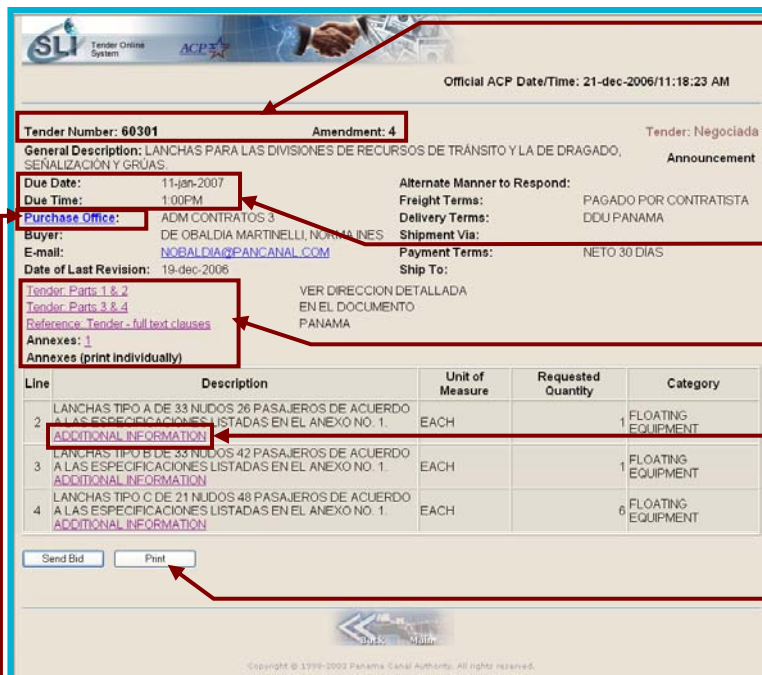 SLI Tender Online
System
ACP
Official ACP Date/Time: 21-dec-2006/11:18:23 AM
Tender Number: 60301 Amendment: 4 Tender: Negociada
General Description: LANCHAS PARA LAS DIVISIONES DE RECURSOS DE TRÁNSITO Y LA DE DRAGADO,
SEÑALIZACIÓN Y GRÚAS. Announcement
Due Date: 11-jan-2007 Alternate Manner to Respond:
Due Time: 1:00PM Freight Terms: PAGADO POR CONTRATISTA
Purchase Office: ADM CONTRATOS 3 Delivery Terms: DDU PANAMA
Buyer: DE OBALDIA MARTINELLI, NORMA INES Shipment Via:
E-mail: NOBALDIA@PANCANAL.COM Payment Terms: NETO 30 DÍAS
Date of Last Revision: 19-dec-2006 Ship To:
Tender: Parts 1 & 2 VER DIRECCION DETALLADA
Tender: Parts 3 & 4 EN EL DOCUMENTO
Reference: Tender - full text clauses PANAMA
Annexes: 1
Annexes (print individually)
Line Description Unit of Measure Requested Quantity Category
2 LANCHAS TIPO A DE 33 NUDOS 26 PASAJEROS DE ACUERDO
A LAS ESPECIFICACIONES LISTADAS EN EL ANEXO NO. 1. EACH 1 FLOATING EQUIPMENT
ADDITIONAL INFORMATION
3 LANCHAS TIPO B DE 33 NUDOS 42 PASAJEROS DE ACUERDO
A LAS ESPECIFICACIONES LISTADAS EN EL ANEXO NO. 1. EACH 1 FLOATING EQUIPMENT
ADDITIONAL INFORMATION
4 LANCHAS TIPO C DE 21 NUDOS 48 PASAJEROS DE ACUERDO
A LAS ESPECIFICACIONES LISTADAS EN EL ANEXO NO. 1. EACH 6 FLOATING EQUIPMENT
ADDITIONAL INFORMATION
Send Bid Print
Back Main
Copyright @ 1999-2003 Panama Canal Authority. All rights reserved.